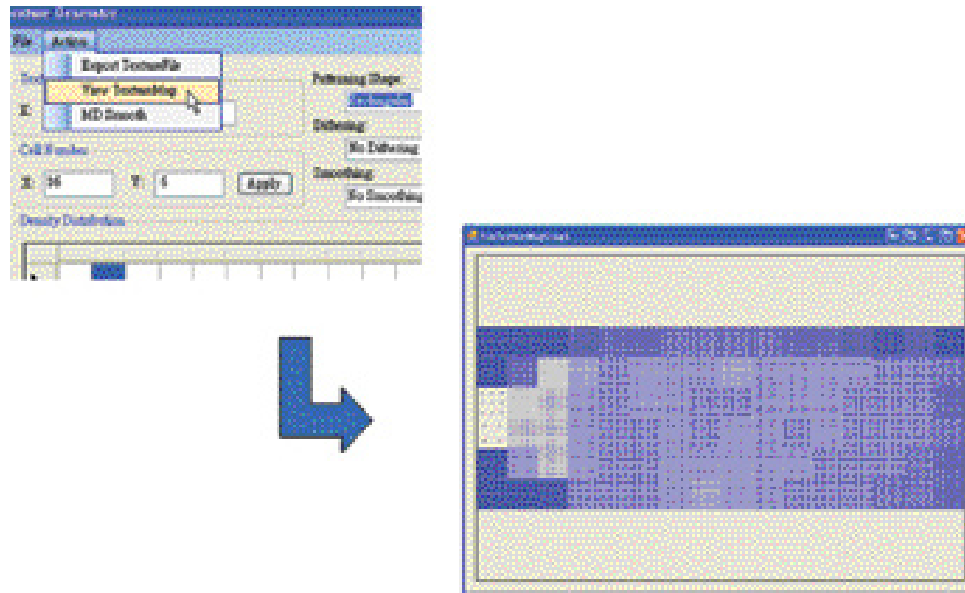 File Action
Export TextureFile
View TextureMap
MD Smooth
X:
Cell Number
X: 16 Y: 6 Apply
Density Distribution
Patterning Shape
Rectangular
Dithering
No Dithering
Smoothing
No Smoothing